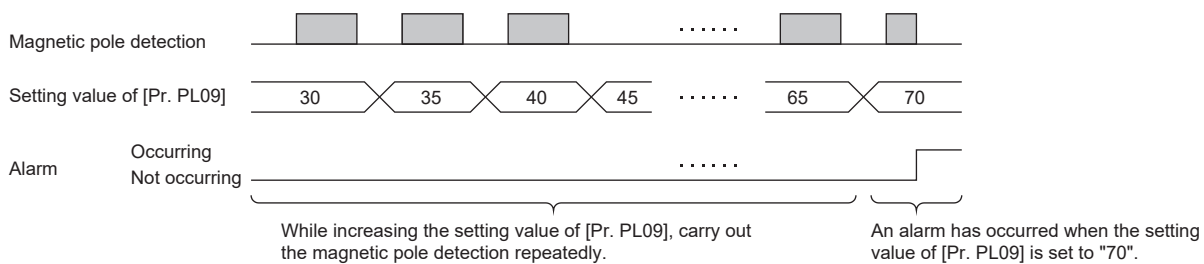 Magnetic pole detection
······
Setting value of [Pr. PL09]
30 35 40 45 ······ 65 70
Alarm
Occurring
Not occurring
······
While increasing the setting value of [Pr. PL09], carry out
the magnetic pole detection repeatedly.
An alarm has occurred when the setting
value of [Pr. PL09] is set to "70".